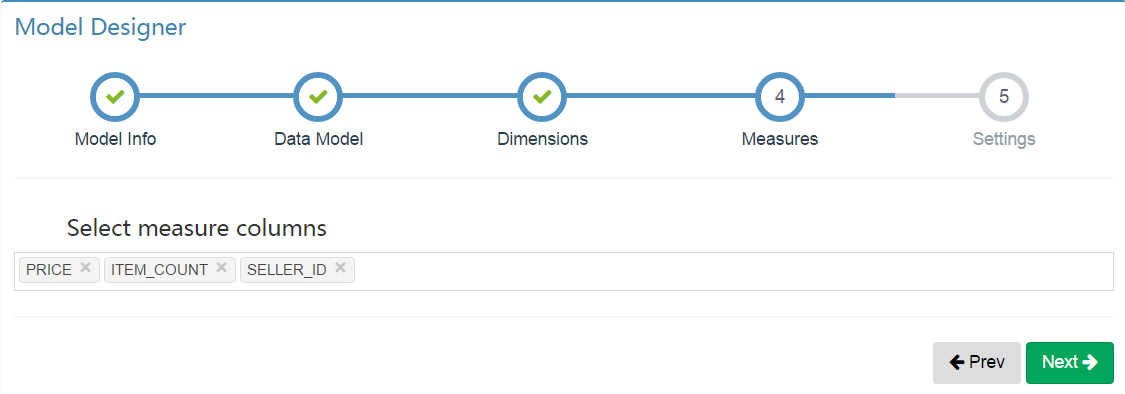 Model Designer
4 5
Model Info Data Model Dimensions Measures Settings
Select measure columns
PRICE × ITEM_COUNT × SELLER_ID ×
Prev Next